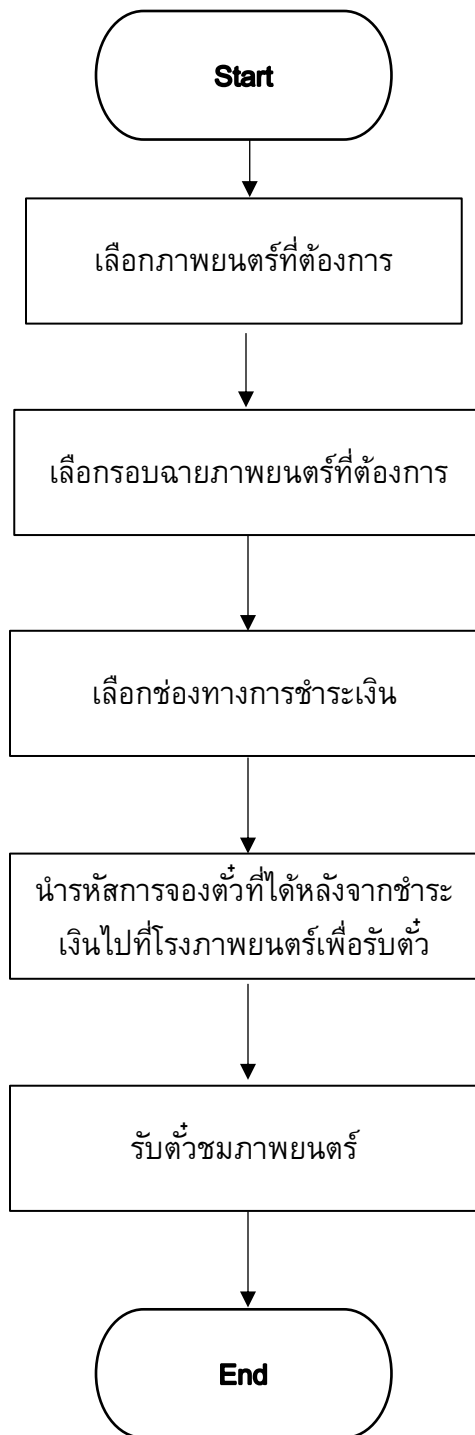 Start
เลือกภาพยนตร์ที่ต้องการ
เลือกรอบฉายภาพยนตร์ที่ต้องการ
เลือกช่องทางการชำระเงิน
นำรหัสการจองตั๋วที่ได้หลังจากชำระ
เงินไปที่โรงภาพยนตร์เพื่อรับตั๋ว
รับตั๋วชมภาพยนตร์
End